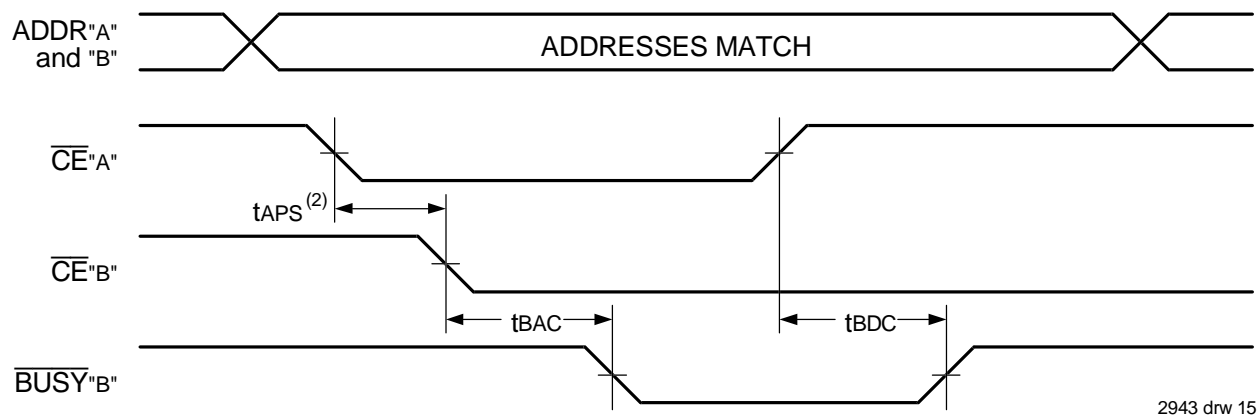 ADDR"A"
and "B"
ADDRESSES MATCH
CE"A"
tAPS(2)
CE"B"
tBAC
tBDC
BUSY"B"
2943 drw 15